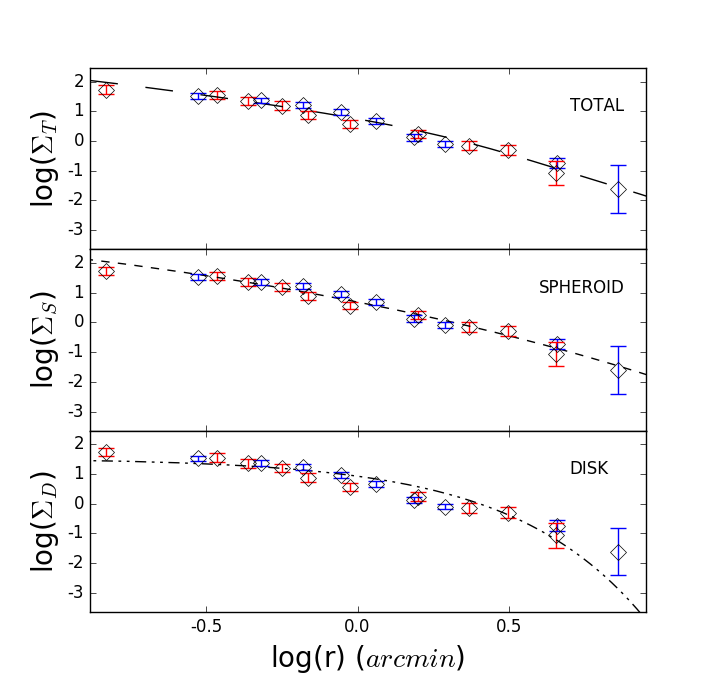 2
1
0
-1
-2
-3
log(Σ_T)
TOTAL
2
1
0
-1
-2
-3
log(Σ_S)
SPHEROID
2
1
0
-1
-2
-3
log(Σ_D)
DISK
-0.5 0.0 0.5
log(r) (arcmin)